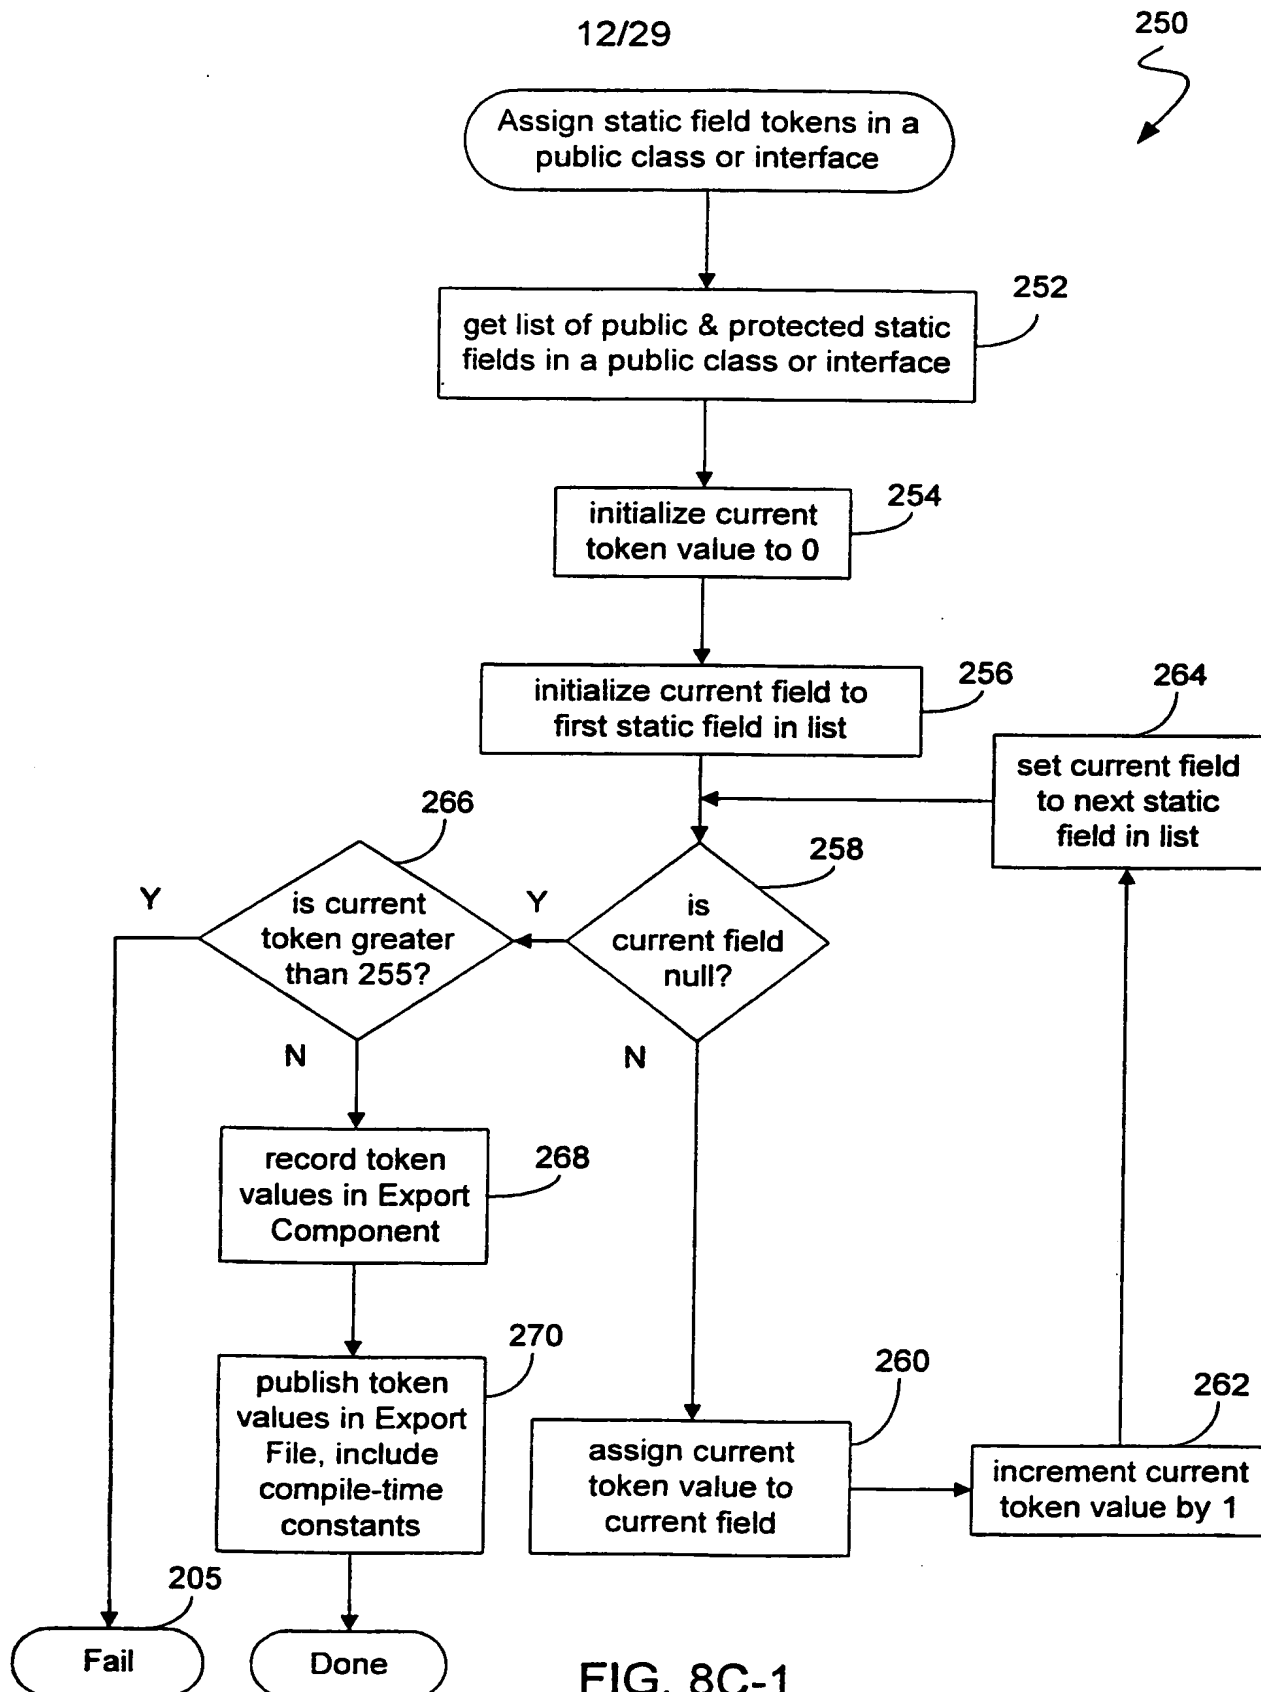 12/29
250
Assign static field tokens in a
public class or interface
252
get list of public & protected static
fields in a public class or interface
254
initialize current
token value to 0
256
initialize current field to
first static field in list
264
set current field
to next static
field in list
266
is current
token greater
than 255?
Y
N
258
is
current field
null?
Y
N
268
record token
values in Export
Component
270
publish token
values in Export
File, include
compile-time
constants
260
assign current
token value to
current field
262
increment current
token value by 1
205
Fail
Done
FIG. 8C-1